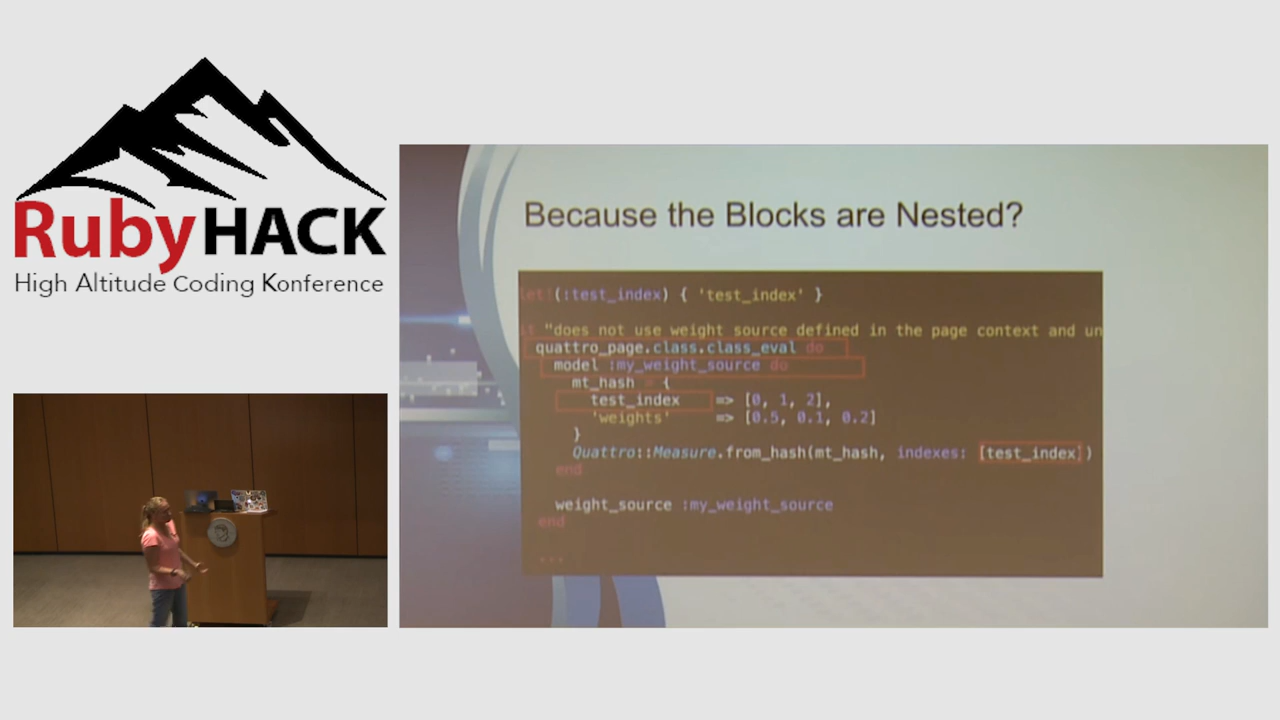 RubyHACK
High Altitude Coding Konference
Because the Blocks are Nested?
let!(:test_index) { 'test_index' }
it "does not use weight source defined in the page context and un
quattro_page.class.class_eval do
model :my_weight_source do
mt_hash = {
test_index => [0, 1, 2],
'weights' => [0.5, 0.1, 0.2]
}
Quattro::Measure.from_hash(mt_hash, indexes: [test_index])
end
weight_source :my_weight_source
end
...